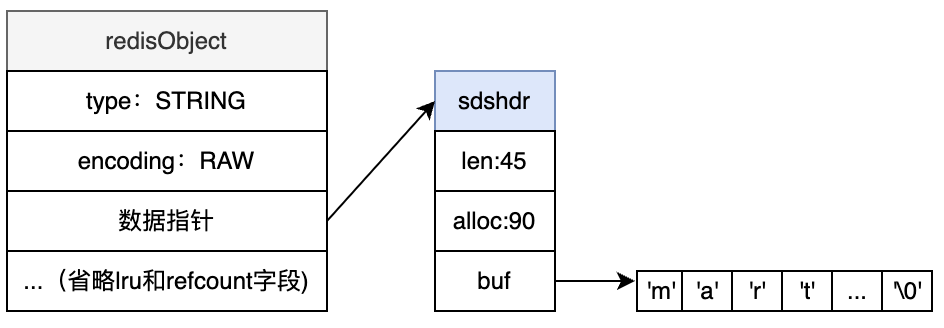 redisObject
type：STRING
encoding：RAW
数据指针
...（省略lru和refcount字段)
sdshdr
len:45
alloc:90
buf
'm' 'a' 'r' 't' ... '\0'